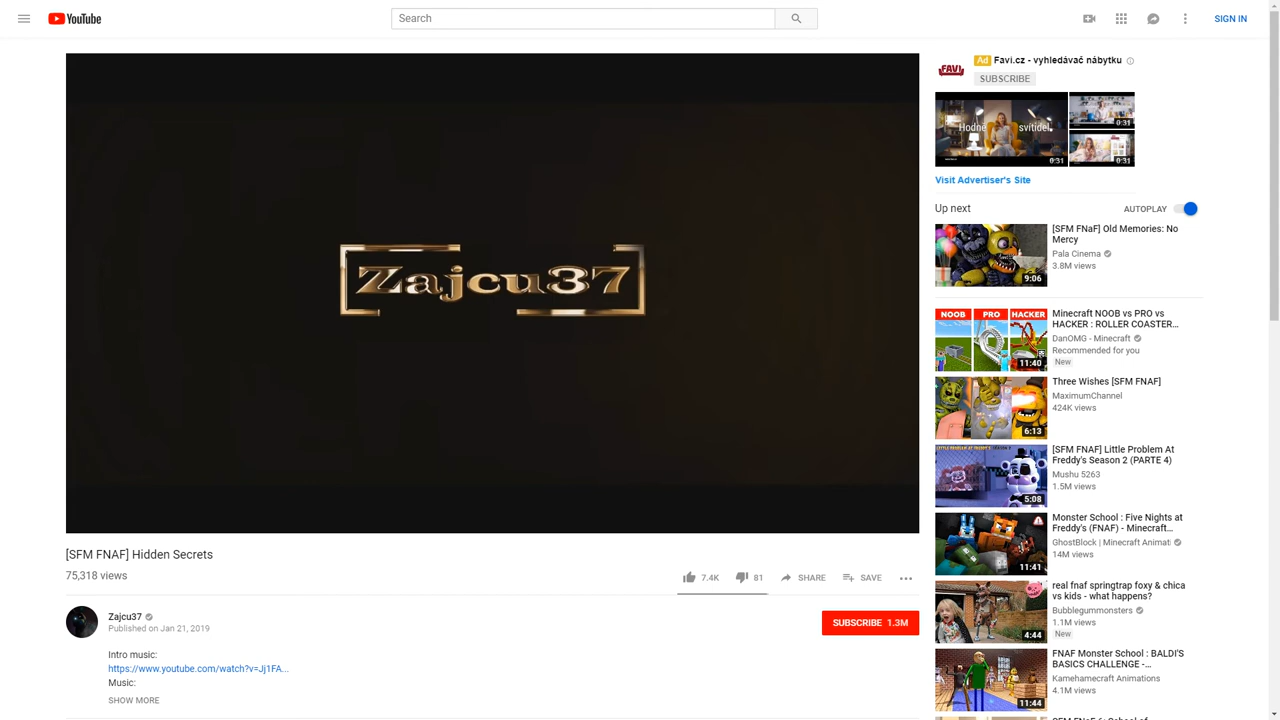 YouTube
Search
SIGN IN
Zajcu37
[SFM FNAF] Hidden Secrets
75,318 views
7.4K
81
SHARE
SAVE
Zajcu37
Published on Jan 21, 2019
SUBSCRIBE 1.3M
Intro music:
https://www.youtube.com/watch?v=Jj1FA...
Music:
SHOW MORE
FAVI
Ad Favi.cz - vyhledávač nábytku
SUBSCRIBE
Hodně svítidel.
0:31
0:31
0:31
Visit Advertiser's Site
Up next
AUTOPLAY
9:06
[SFM FNaF] Old Memories: No
Mercy
Pala Cinema
3.8M views
NOOB PRO HACKER
11:40
Minecraft NOOB vs PRO vs
HACKER : ROLLER COASTER...
DanOMG - Minecraft
Recommended for you
New
6:13
Three Wishes [SFM FNAF]
MaximumChannel
424K views
5:08
[SFM FNAF] Little Problem At
Freddy's Season 2 (PARTE 4)
Mushu 5263
1.5M views
11:41
Monster School : Five Nights at
Freddy's (FNAF) - Minecraft...
GhostBlock | Minecraft Animati
14M views
4:44
real fnaf springtrap foxy & chica
vs kids - what happens?
Bubblegummonsters
1.1M views
New
11:44
FNAF Monster School : BALDI'S
BASICS CHALLENGE -...
Kamehamecraft Animations
4.1M views